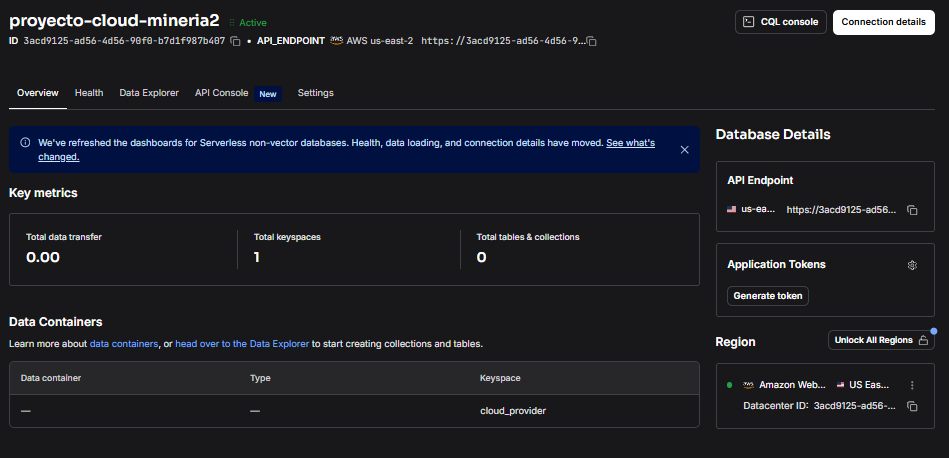 proyecto-cloud-mineria2 Active
ID 3acd9125-ad56-4d56-90f0-b7d1f987b407 • API_ENDPOINT aws AWS us-east-2 https://3acd9125-ad56-4d56-9...
CQL console
Connection details
Overview Health Data Explorer API Console New Settings
We've refreshed the dashboards for Serverless non-vector databases. Health, data loading, and connection details have moved. See what's
changed.
Key metrics
Total data transfer Total keyspaces Total tables & collections
0.00 1 0
Data Containers
Learn more about data containers, or head over to the Data Explorer to start creating collections and tables.
Data container Type Keyspace
— — cloud_provider
Database Details
API Endpoint
us-ea... https://3acd9125-ad56...
Application Tokens
Generate token
Region Unlock All Regions
aws Amazon Web... US Eas...
Datacenter ID: 3acd9125-ad56-...